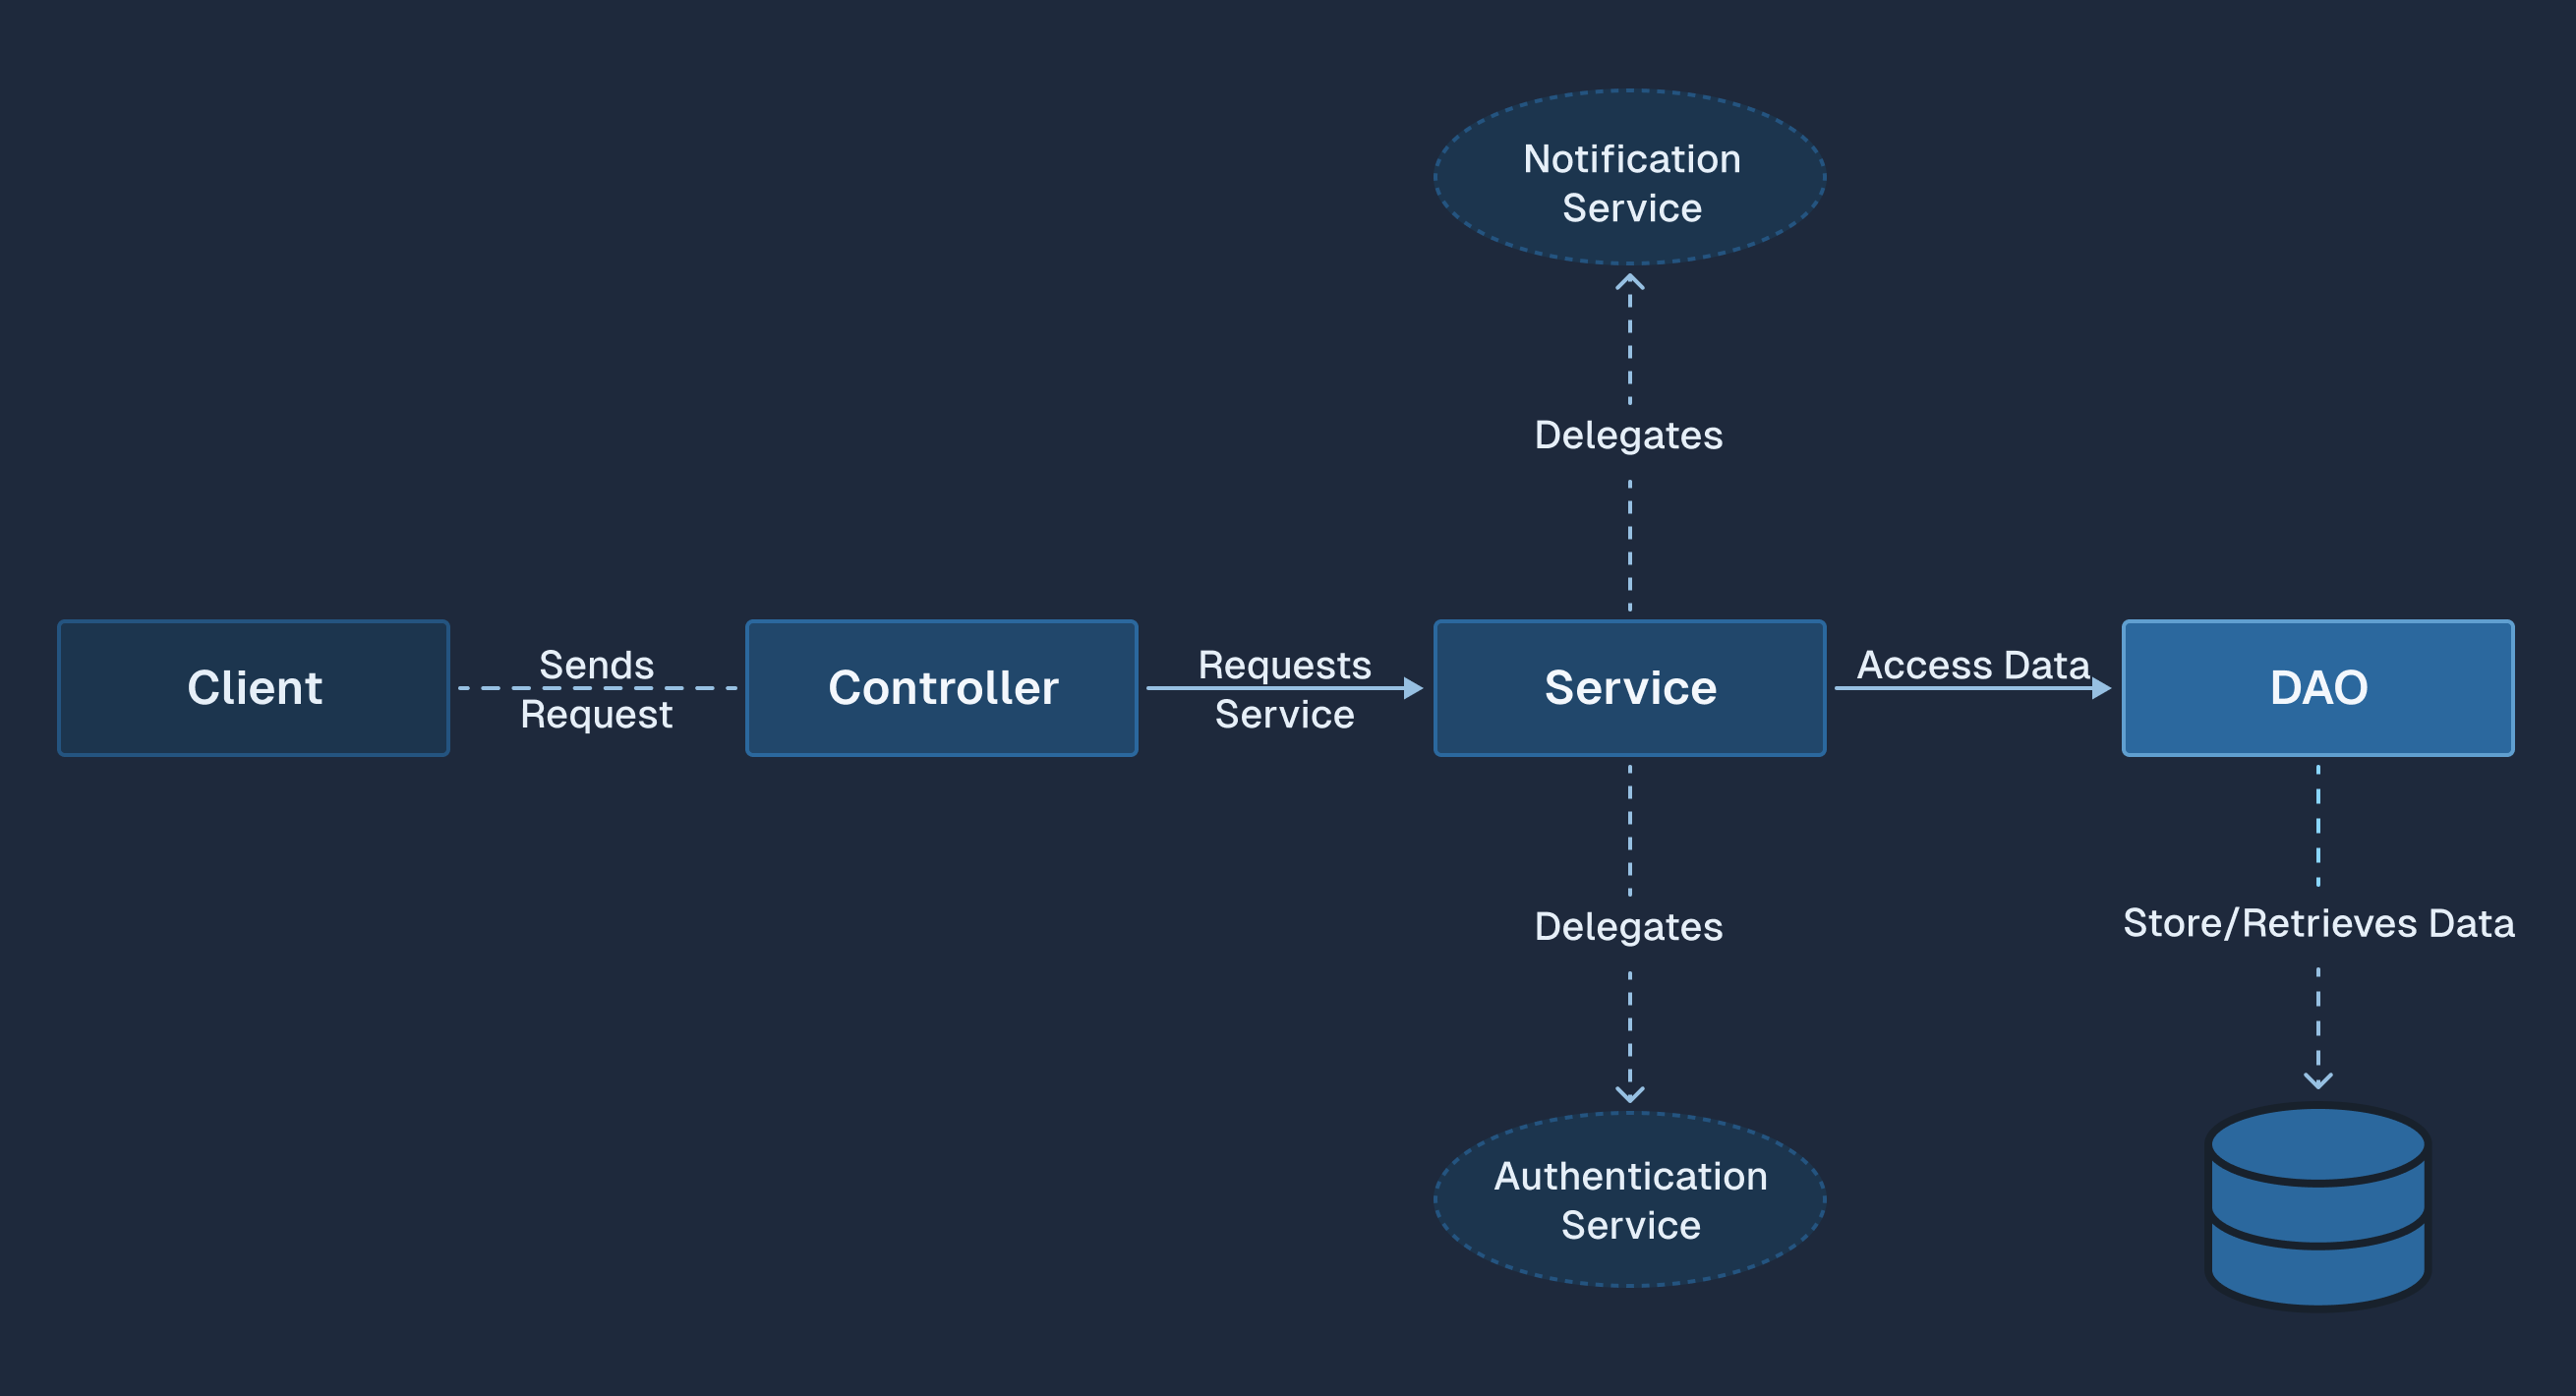 Notification
Service
Delegates
Client
Sends
Request
Controller
Requests
Service
Service
Access Data
DAO
Delegates
Store/Retrieves Data
Authentication
Service